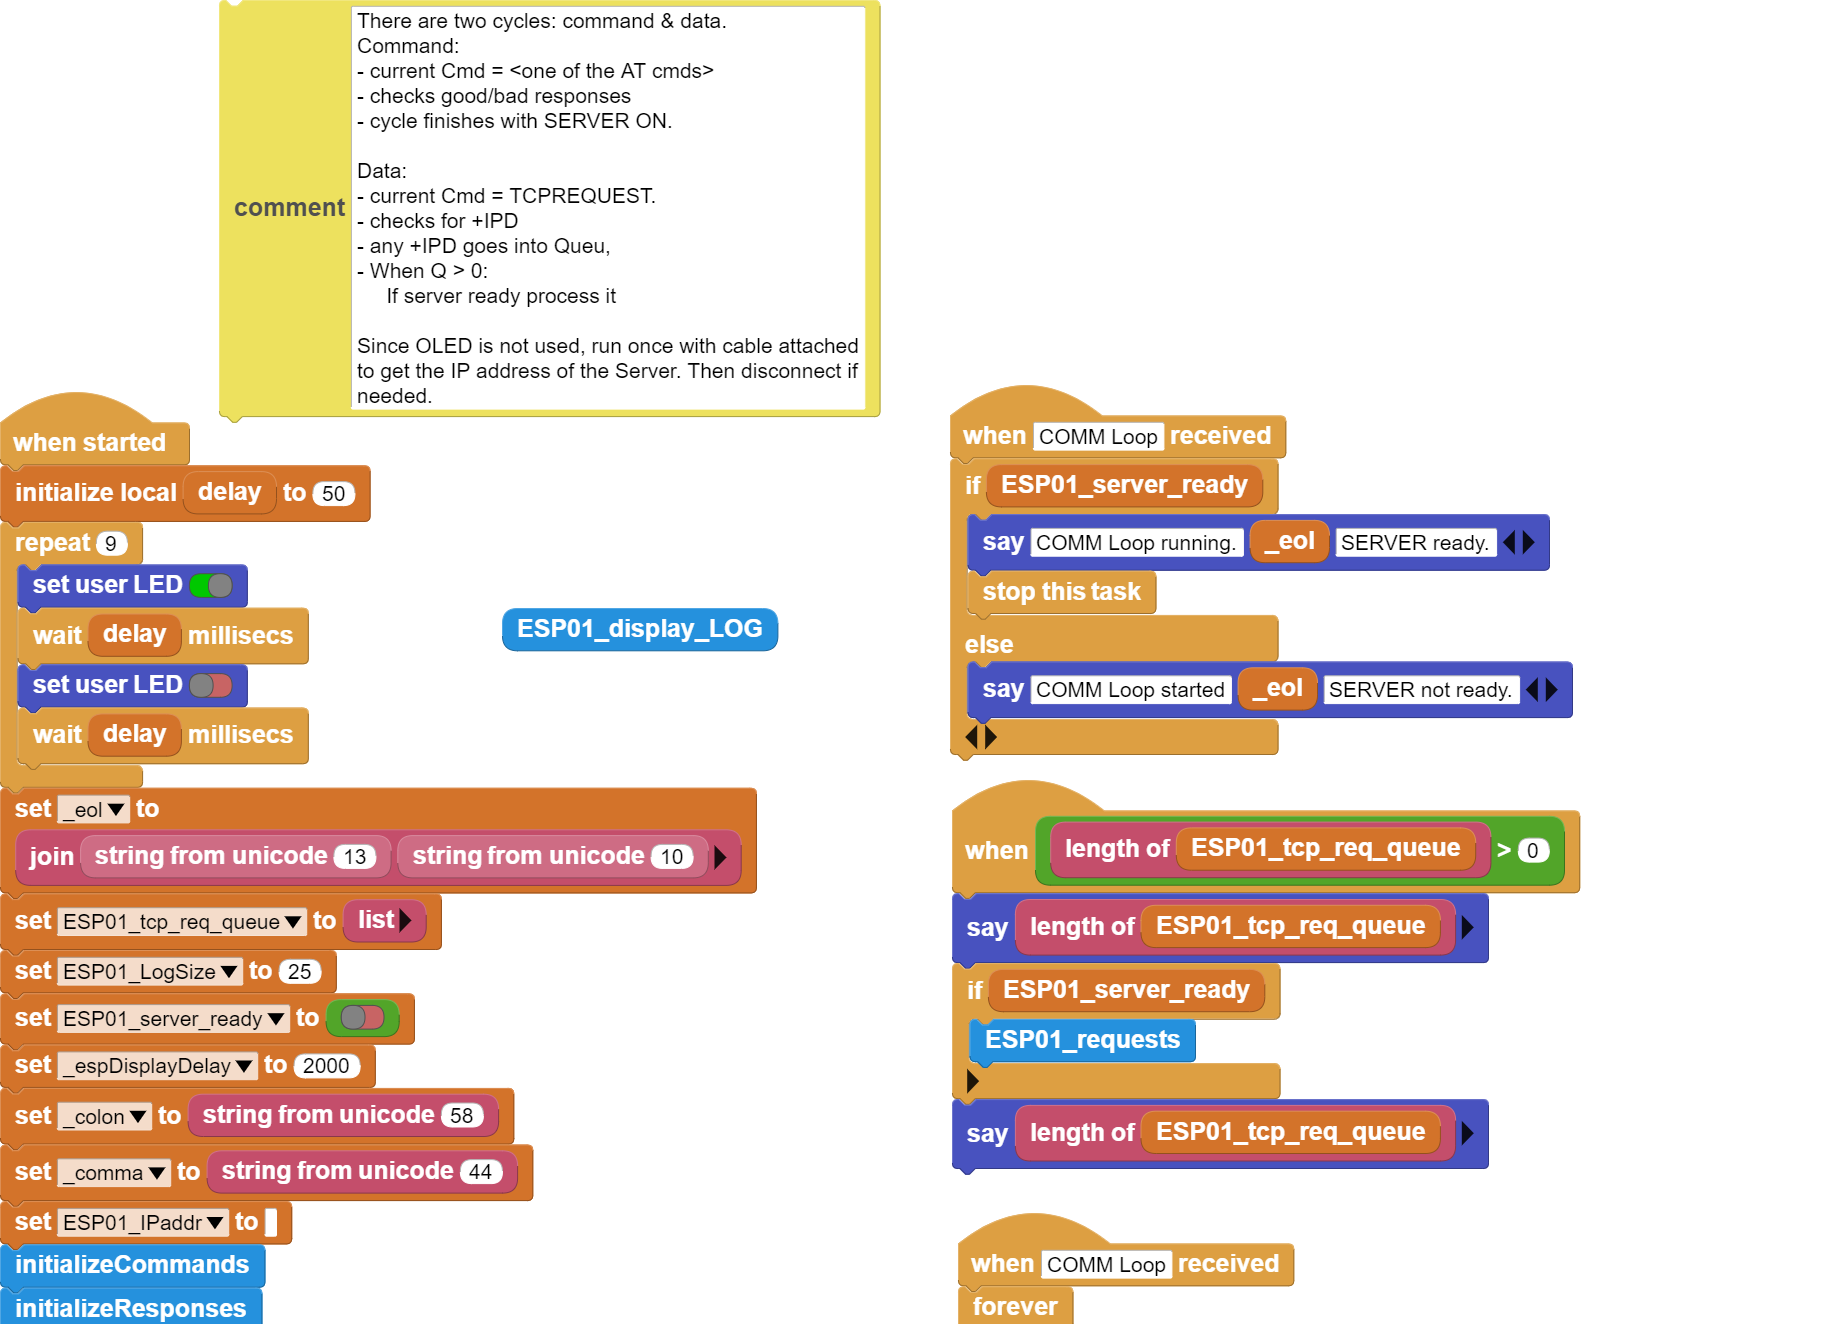 There are two cycles: command & data.
Command:
- current Cmd = <one of the AT cmds>
- checks good/bad responses
- cycle finishes with SERVER ON.
Data:
- current Cmd = TCPREQUEST.
comment
- checks for +IPD
- any +IPD goes into Queu,
- When Q > 0:
If server ready process it
Since OLED is not used, run once with cable attached
to get the IP address of the Server. Then disconnect if
needed.
when started
initialize local delay to 50
repeat 9
set user LED
wait delay millisecs
set user LED
wait delay millisecs
set _eol to
join string from unicode 13 string from unicode 10
set ESP01_tcp_req_queue to list
set ESP01_LogSize to 25
set ESP01_server_ready to
set _espDisplayDelay to 2000
set _colon to string from unicode 58
set _comma to string from unicode 44
set ESP01_IPaddr to
initializeCommands
initializeResponses
ESP01_display_LOG
when COMM Loop received
if ESP01_server_ready
say COMM Loop running. _eol SERVER ready.
stop this task
else
say COMM Loop started _eol SERVER not ready.
when length of ESP01_tcp_req_queue > 0
say length of ESP01_tcp_req_queue
if ESP01_server_ready
ESP01_requests
say length of ESP01_tcp_req_queue
when COMM Loop received
forever